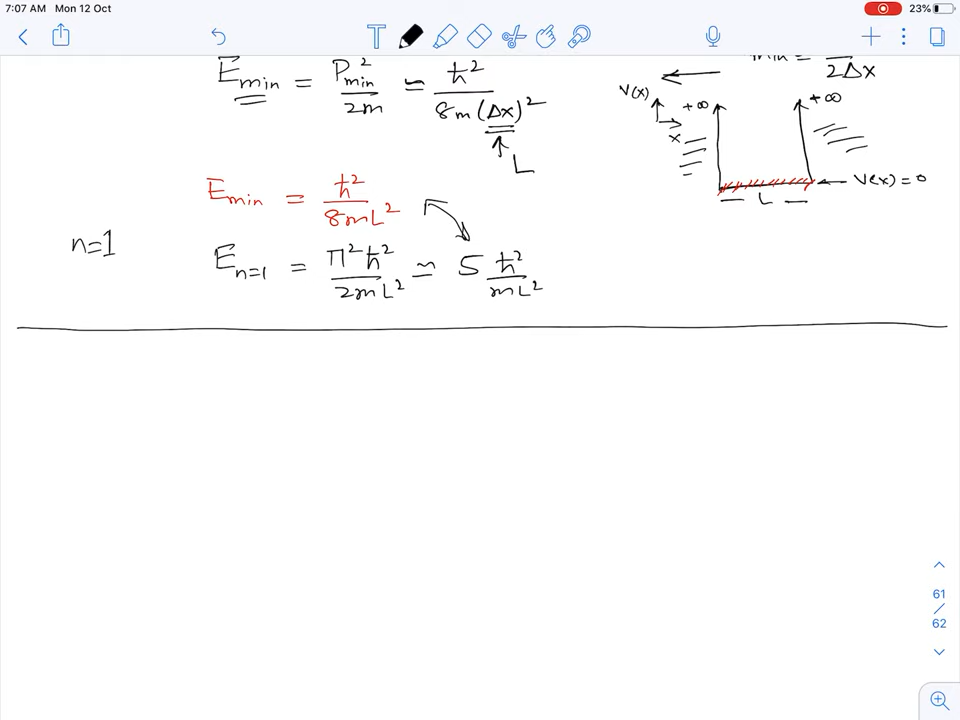 7:07 AM Mon 12 Oct
23%
T
E_min = P²_min / 2m ≃ ħ² / 8m(Δx)²
L
2Δx
V(x)
x
+∞
+∞
V(x) = 0
L
E_min = ħ² / 8mL²
n=1
E_n=1 = π²ħ² / 2mL² ≃ 5 ħ² / mL²
61
/
62